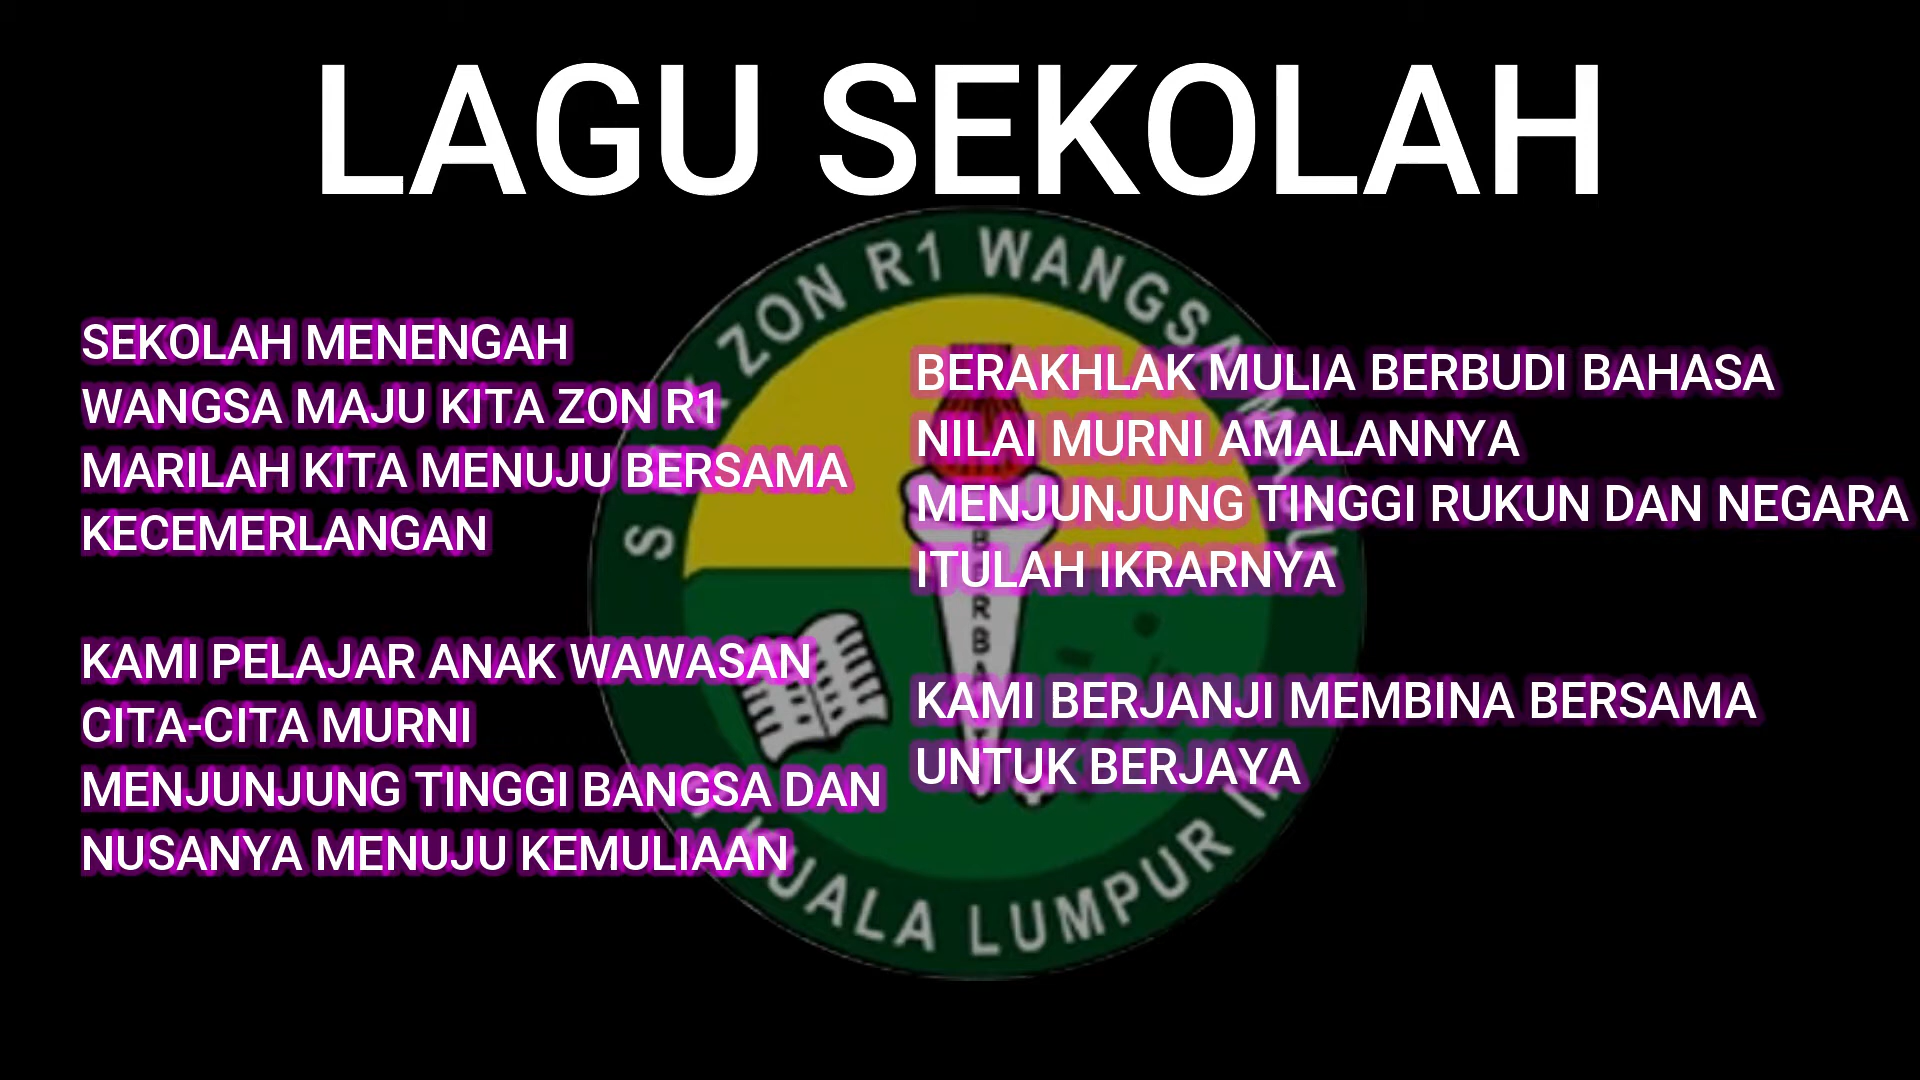 LAGU SEKOLAH
SEKOLAH MENENGAH
WANGSA MAJU KITA ZON R1
MARILAH KITA MENUJU BERSAMA
KECEMERLANGAN
KAMI PELAJAR ANAK WAWASAN
CITA-CITA MURNI
MENJUNJUNG TINGGI BANGSA DAN
NUSANYA MENUJU KEMULIAAN
BERAKHLAK MULIA BERBUDI BAHASA
NILAI MURNI AMALANNYA
MENJUNJUNG TINGGI RUKUN DAN NEGARA
ITULAH IKRARNYA
KAMI BERJANJI MEMBINA BERSAMA
UNTUK BERJAYA
ZON R1 WANGSA MAJU
KUALA LUMPUR